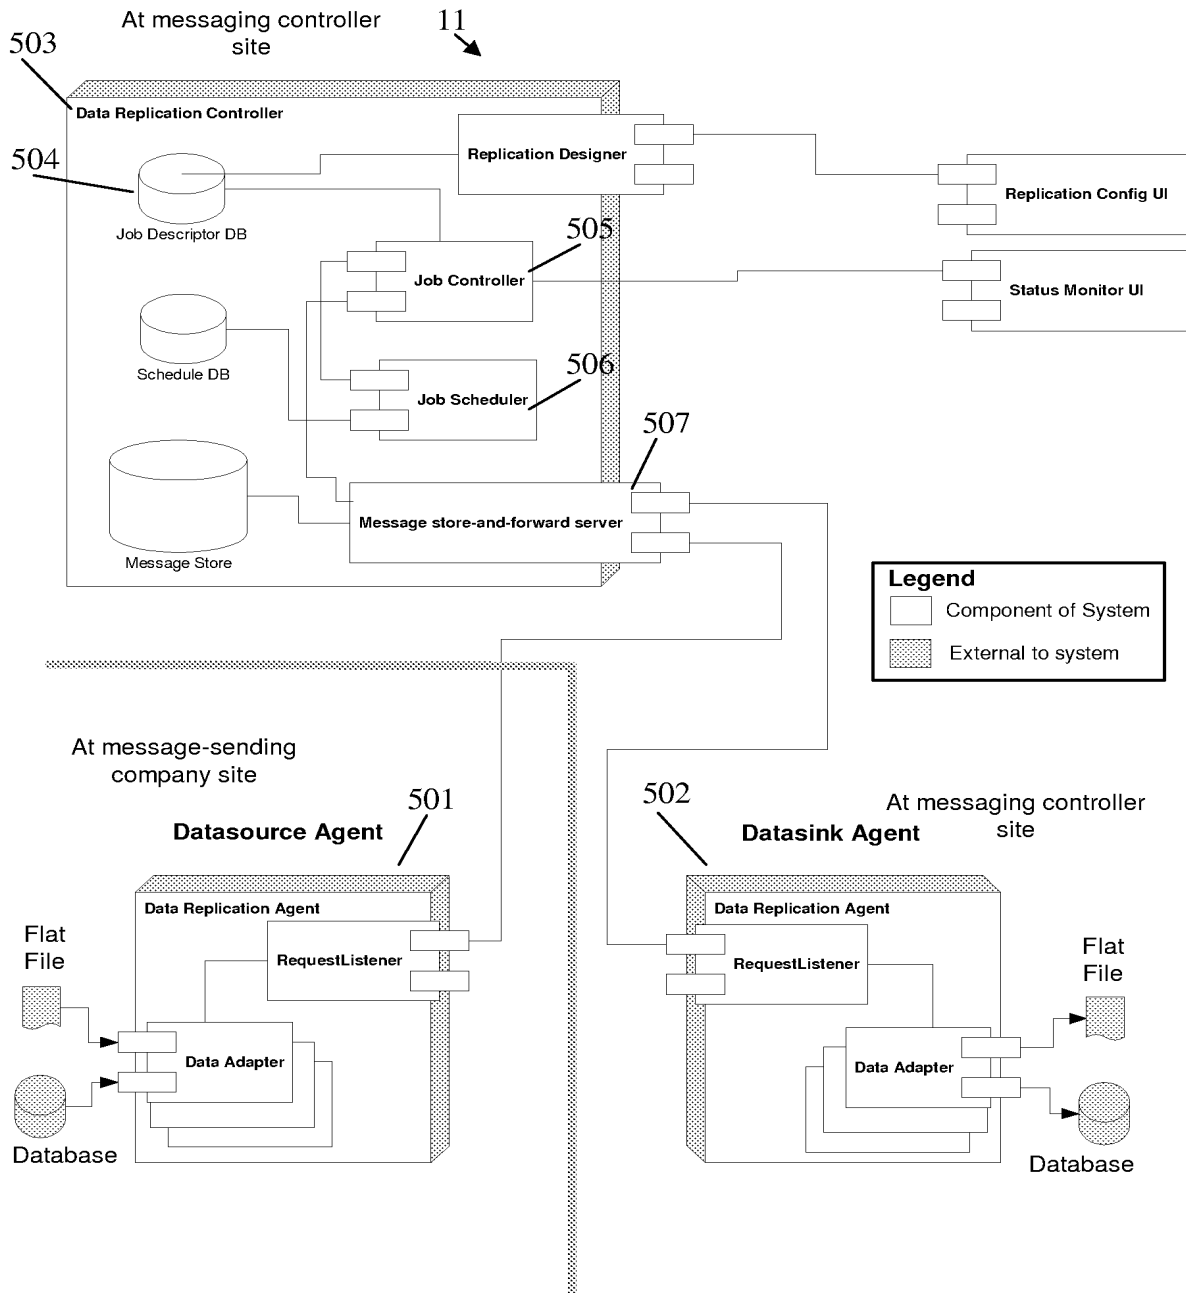 At messaging controller
site
11
503
Data Replication Controller
504
Replication Designer
Replication Config UI
Job Descriptor DB
505
Job Controller
Status Monitor UI
Schedule DB
506
Job Scheduler
507
Message store-and-forward server
Message Store
Legend
Component of System
External to system
At message-sending
company site
501
Datasource Agent
502
At messaging controller
site
Datasink Agent
Data Replication Agent
Flat
File
RequestListener
Data Adapter
Database
Data Replication Agent
RequestListener
Flat
File
Data Adapter
Database